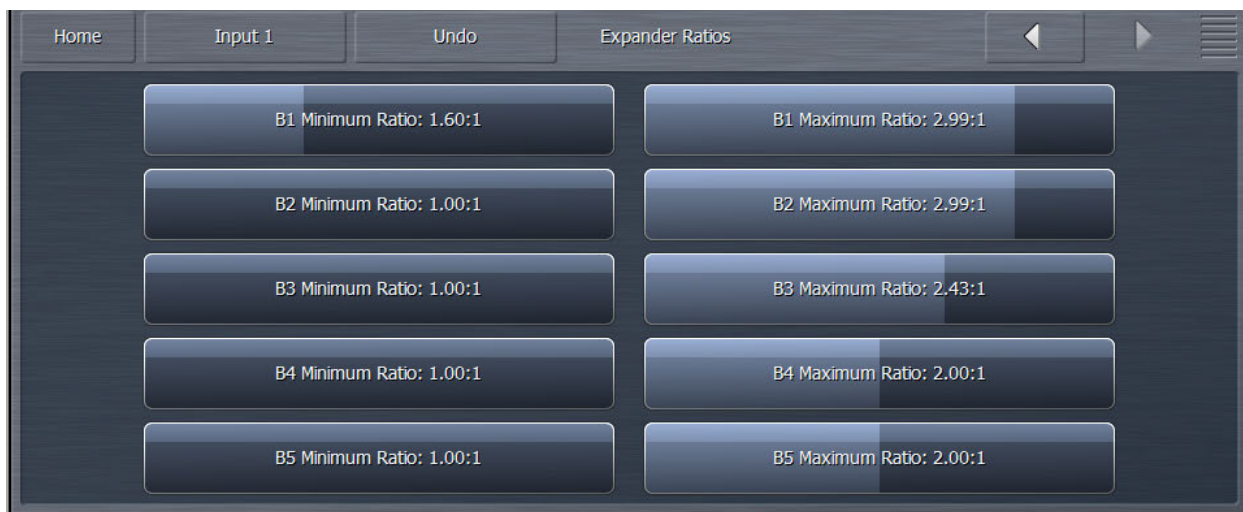 Home Input 1 Undo Expander Ratios
B1 Minimum Ratio: 1.60:1 B1 Maximum Ratio: 2.99:1
B2 Minimum Ratio: 1.00:1 B2 Maximum Ratio: 2.99:1
B3 Minimum Ratio: 1.00:1 B3 Maximum Ratio: 2.43:1
B4 Minimum Ratio: 1.00:1 B4 Maximum Ratio: 2.00:1
B5 Minimum Ratio: 1.00:1 B5 Maximum Ratio: 2.00:1